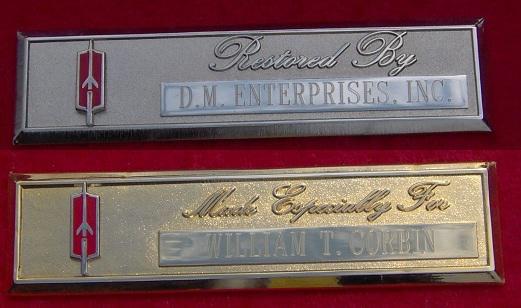 Restored By
D.M. ENTERPRISES, INC.
Made Especially For
WILLIAM T. CORBIN